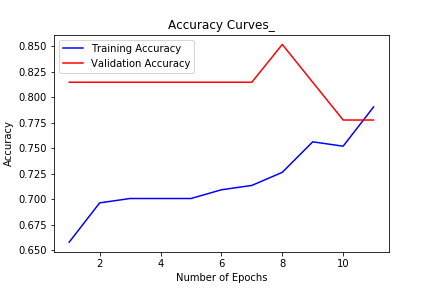 Accuracy Curves_
Training Accuracy
Validation Accuracy
0.850
0.825
0.800
0.775
0.750
0.725
0.700
0.675
0.650
Accuracy
2 4 6 8 10
Number of Epochs